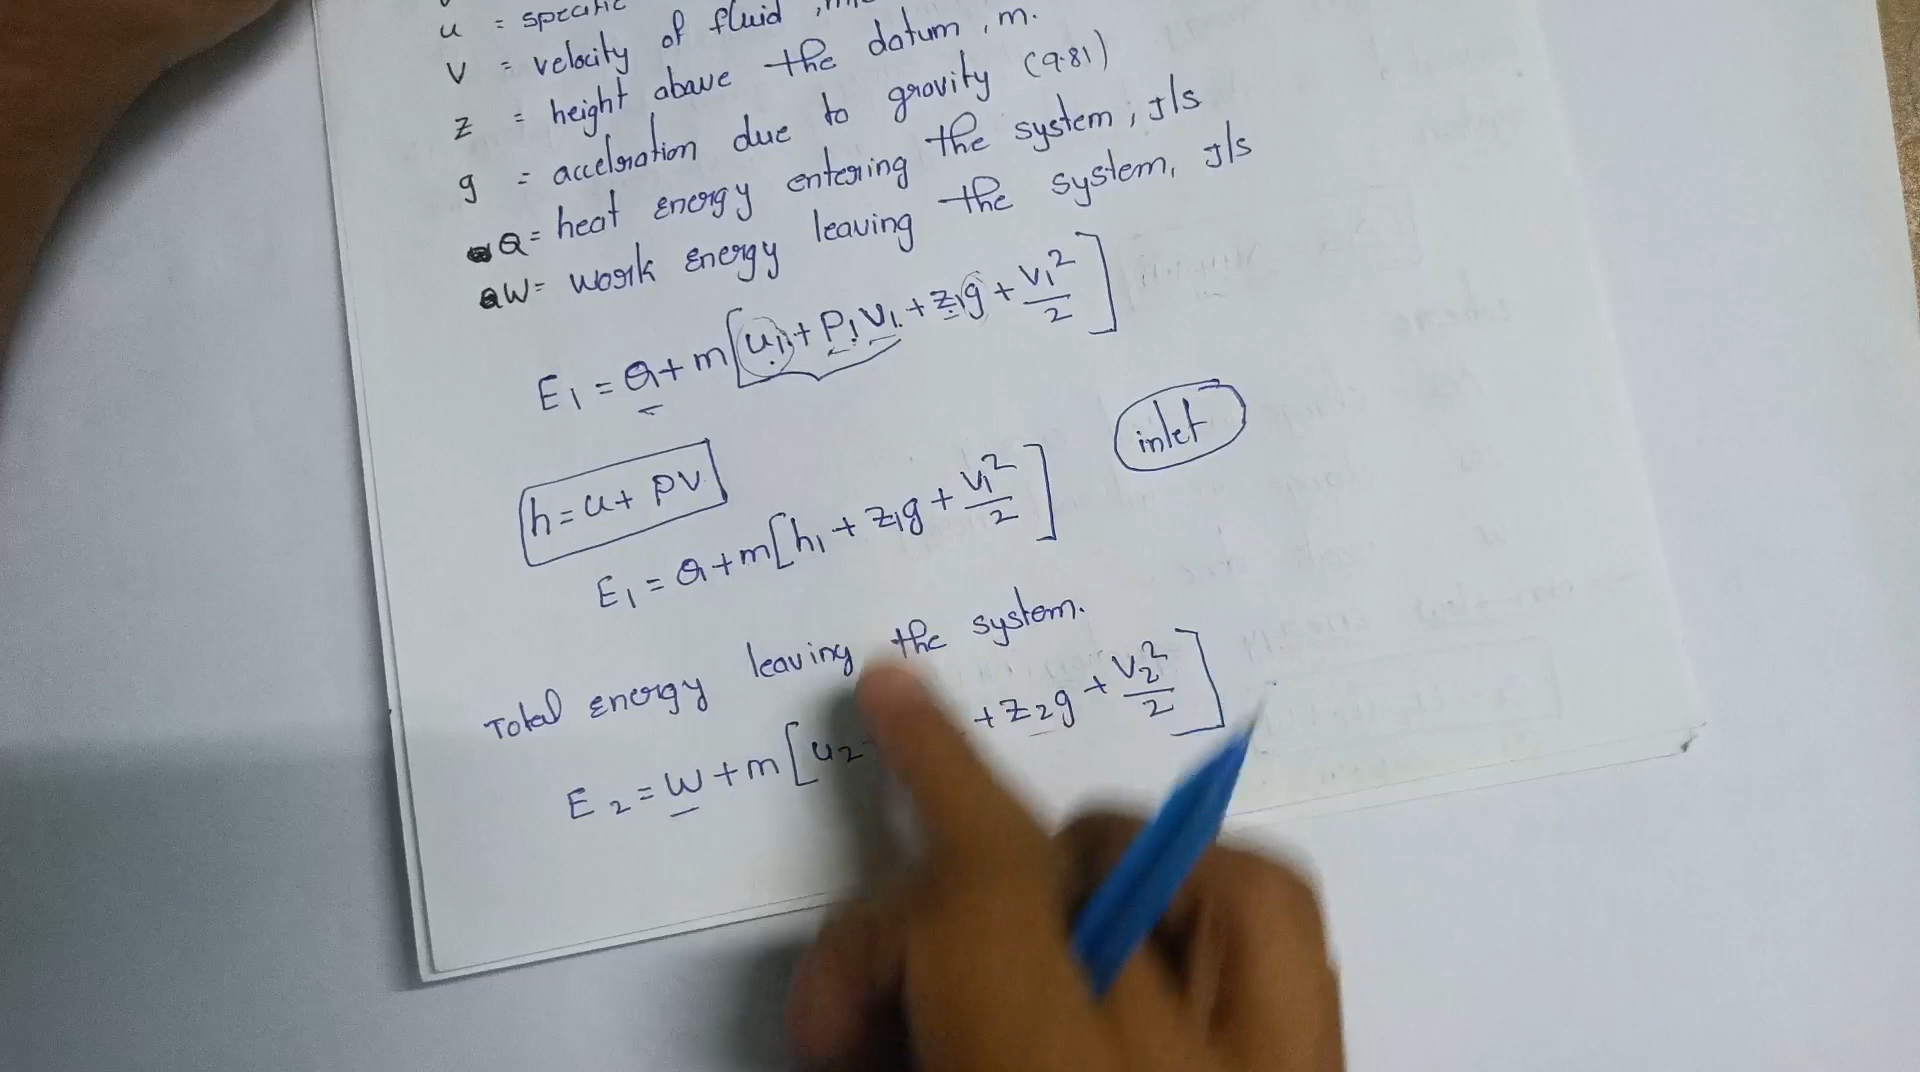 u = specific
V = velocity of fluid ,
z = height above the datum, m.
g = acceleration due to gravity (9.81)
Q = heat energy entering the system, J/s
W = work energy leaving the system, J/s
E₁ = Q + m[u₁ + P₁V₁ + z₁g + V₁²/2]
h = u + PV
inlet
E₁ = Q + m[h₁ + z₁g + V₁²/2]
Total energy leaving the system.
E₂ = W + m[u₂ + z₂g + V₂²/2]